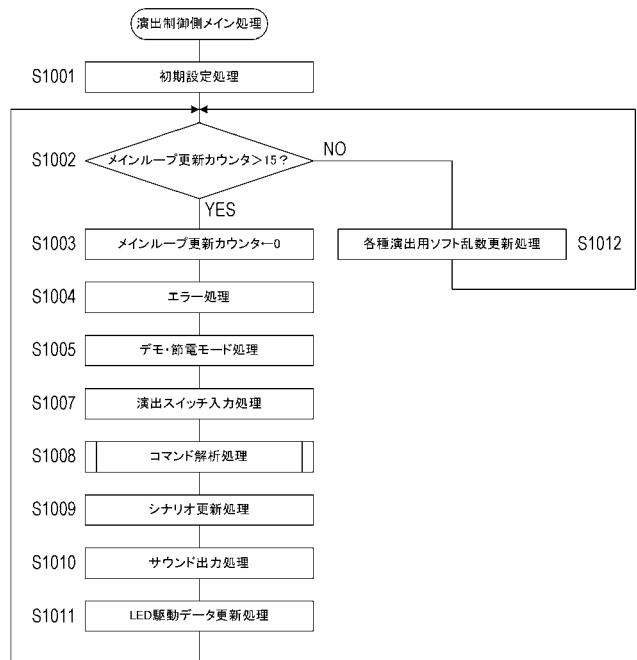 演出制御側メイン処理
S1001 初期設定処理
S1002 メインループ更新カウンタ>15?
NO
YES
S1003 メインループ更新カウンタ←0
各種演出用ソフト乱数更新処理 S1012
S1004 エラー処理
S1005 デモ・節電モード処理
S1007 演出スイッチ入力処理
S1008 コマンド解析処理
S1009 シナリオ更新処理
S1010 サウンド出力処理
S1011 LED駆動データ更新処理